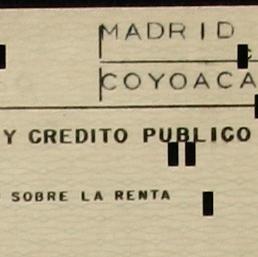 MADRID
COYOACA
Y CREDITO PUBLICO
SOBRE LA RENTA